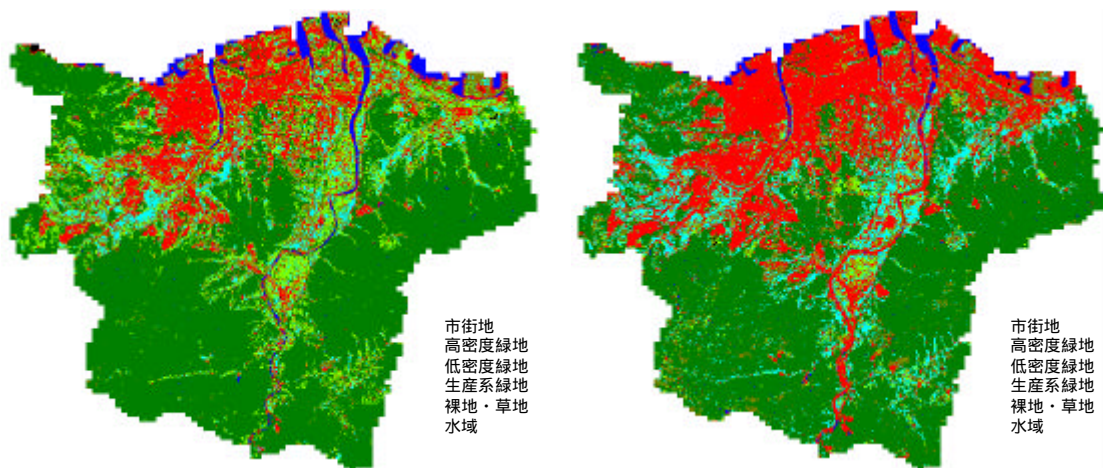 市街地
高密度緑地
低密度緑地
生産系緑地
裸地・草地
水域
市街地
高密度緑地
低密度緑地
生産系緑地
裸地・草地
水域